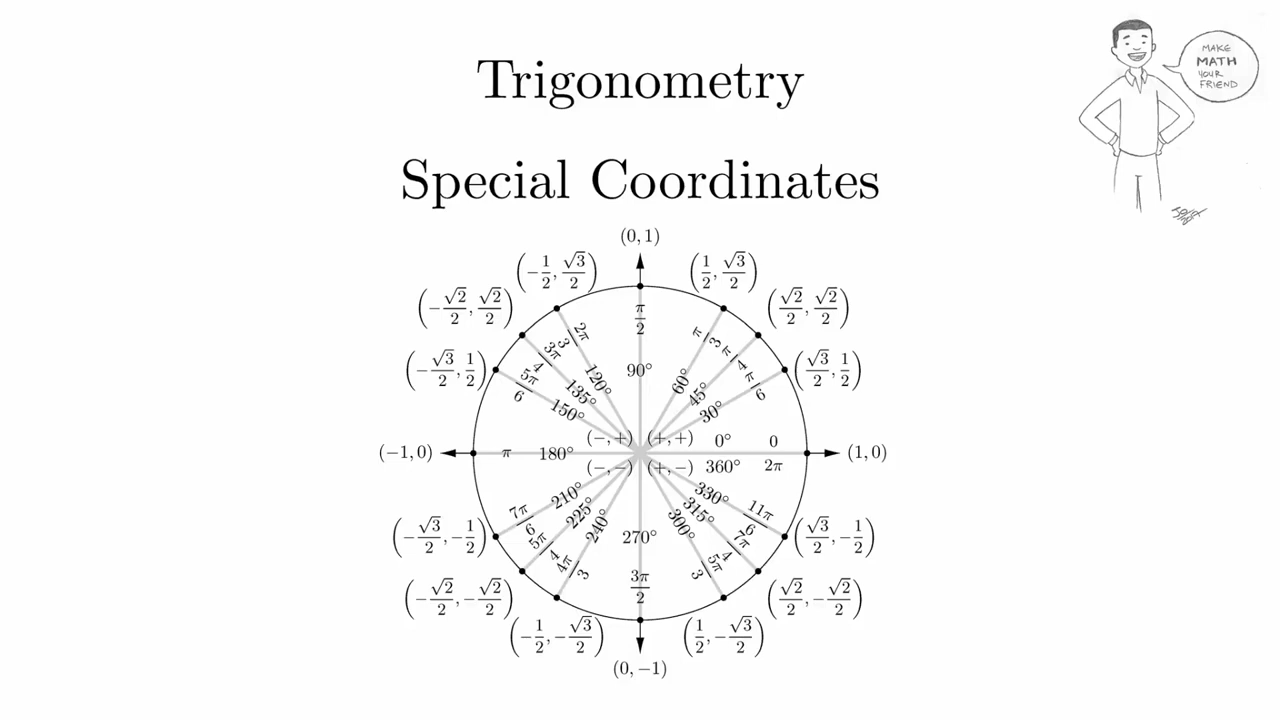 Trigonometry
MAKE
MATH
YOUR
FRIEND
Special Coordinates
(0, 1)
(-1/2, √3/2)
(1/2, √3/2)
(-√2/2, √2/2)
(√2/2, √2/2)
(-√3/2, 1/2)
(√3/2, 1/2)
π/2
2π/3
π/3
3π/4
π/4
5π/6
π/6
90°
120°
60°
135°
45°
150°
30°
(−, +) (+, +) 0° 0
(−1, 0) π 180° (1, 0)
(−, −) (+, −) 360° 2π
210°
330°
225°
315°
240°
300°
270°
7π/6
11π/6
5π/4
7π/4
4π/3
5π/3
3π/2
(-√3/2, -1/2)
(√3/2, -1/2)
(-√2/2, -√2/2)
(√2/2, -√2/2)
(-1/2, -√3/2)
(1/2, -√3/2)
(0, −1)